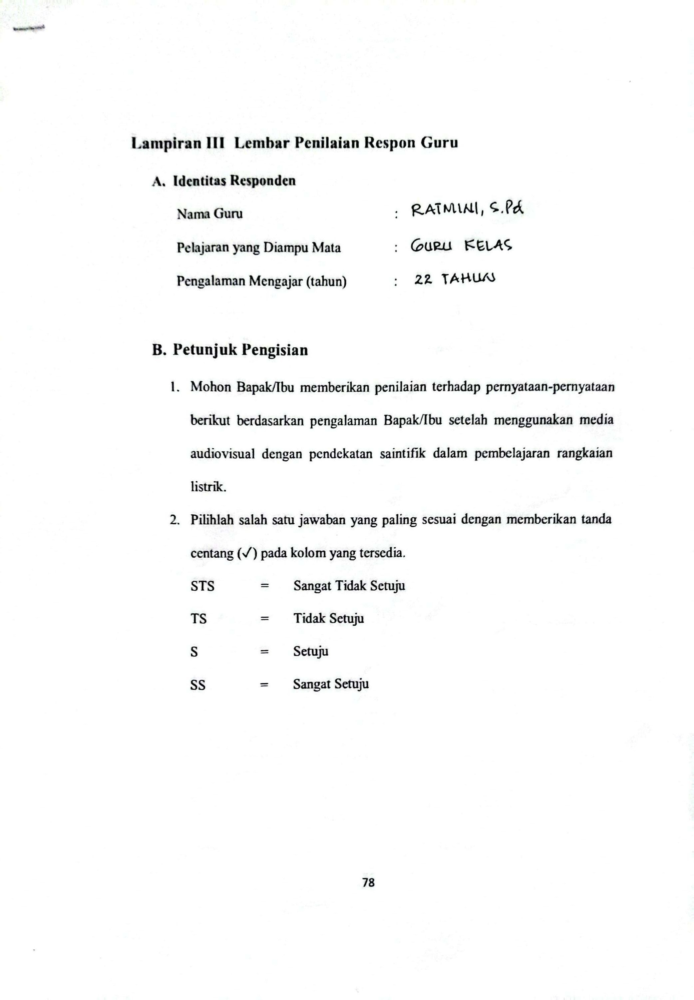 Lampiran III Lembar Penilaian Respon Guru
A. Identitas Responden
Nama Guru : RATMINI, S.Pd
Pelajaran yang Diampu Mata : GURU KELAS
Pengalaman Mengajar (tahun) : 22 TAHUN
B. Petunjuk Pengisian
1. Mohon Bapak/Ibu memberikan penilaian terhadap pernyataan-pernyataan
berikut berdasarkan pengalaman Bapak/Ibu setelah menggunakan media
audiovisual dengan pendekatan saintifik dalam pembelajaran rangkaian
listrik.
2. Pilihlah salah satu jawaban yang paling sesuai dengan memberikan tanda
centang (✓) pada kolom yang tersedia.
STS = Sangat Tidak Setuju
TS = Tidak Setuju
S = Setuju
SS = Sangat Setuju
78